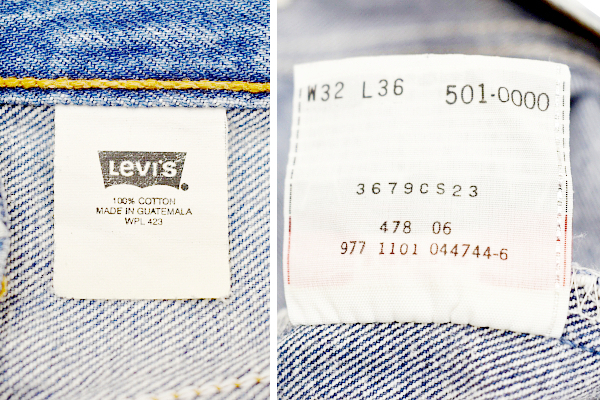 LEVI'S
100% COTTON
MADE IN GUATEMALA
WPL 423
W32 L36 501-0000
3679CS23
478 06
977 1101 044744-6